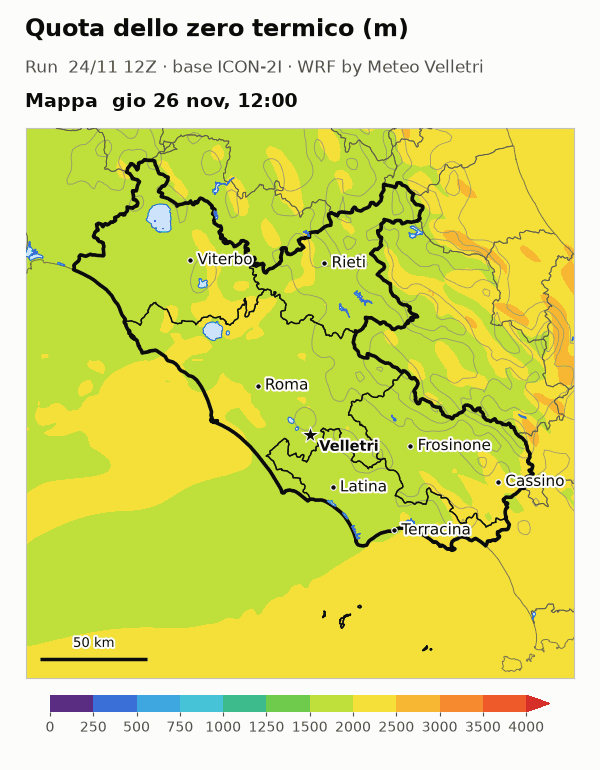 Quota dello zero termico (m)
Run  24/11 12Z · base ICON-2I · WRF by Meteo Velletri
Mappa  gio 26 nov, 12:00
Viterbo
Rieti
Roma
Velletri
Frosinone
Cassino
Latina
Terracina
50 km
0 250 500 750 1000 1250 1500 2000 2500 3000 3500 4000